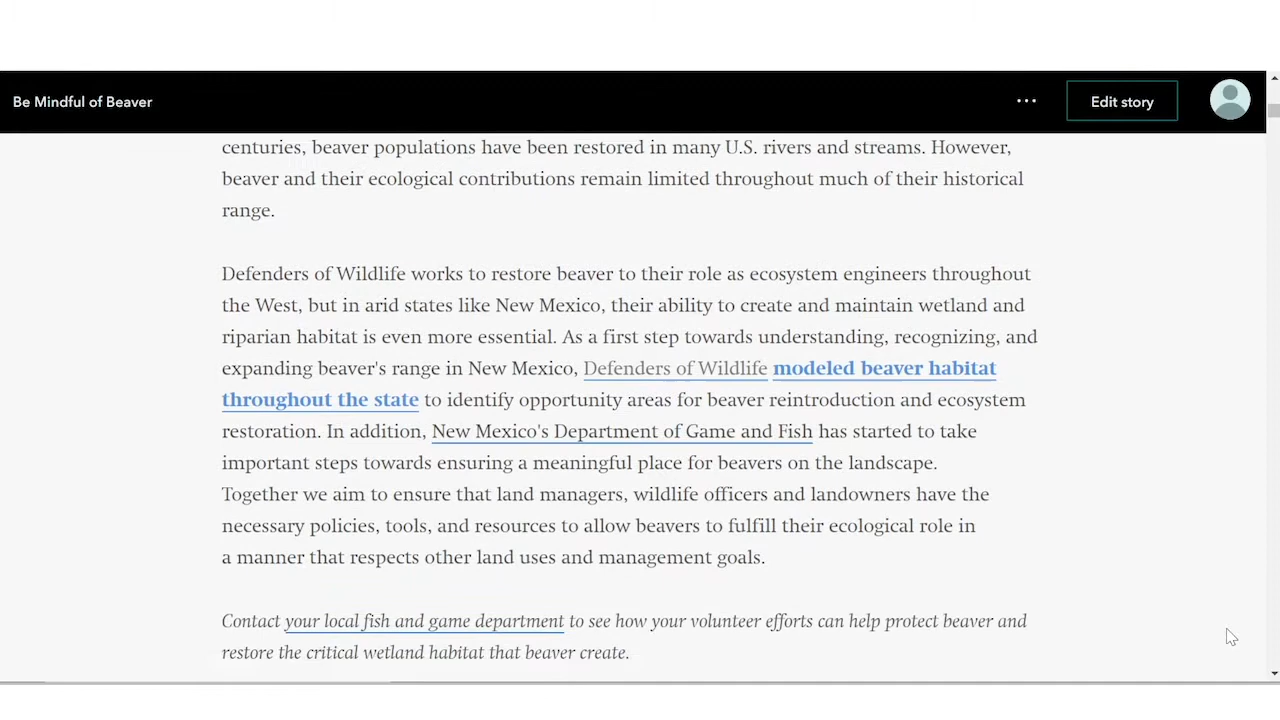 Be Mindful of Beaver
Edit story
centuries, beaver populations have been restored in many U.S. rivers and streams. However,
beaver and their ecological contributions remain limited throughout much of their historical
range.
Defenders of Wildlife works to restore beaver to their role as ecosystem engineers throughout
the West, but in arid states like New Mexico, their ability to create and maintain wetland and
riparian habitat is even more essential. As a first step towards understanding, recognizing, and
expanding beaver's range in New Mexico, Defenders of Wildlife modeled beaver habitat
throughout the state to identify opportunity areas for beaver reintroduction and ecosystem
restoration. In addition, New Mexico's Department of Game and Fish has started to take
important steps towards ensuring a meaningful place for beavers on the landscape.
Together we aim to ensure that land managers, wildlife officers and landowners have the
necessary policies, tools, and resources to allow beavers to fulfill their ecological role in
a manner that respects other land uses and management goals.
Contact your local fish and game department to see how your volunteer efforts can help protect beaver and
restore the critical wetland habitat that beaver create.